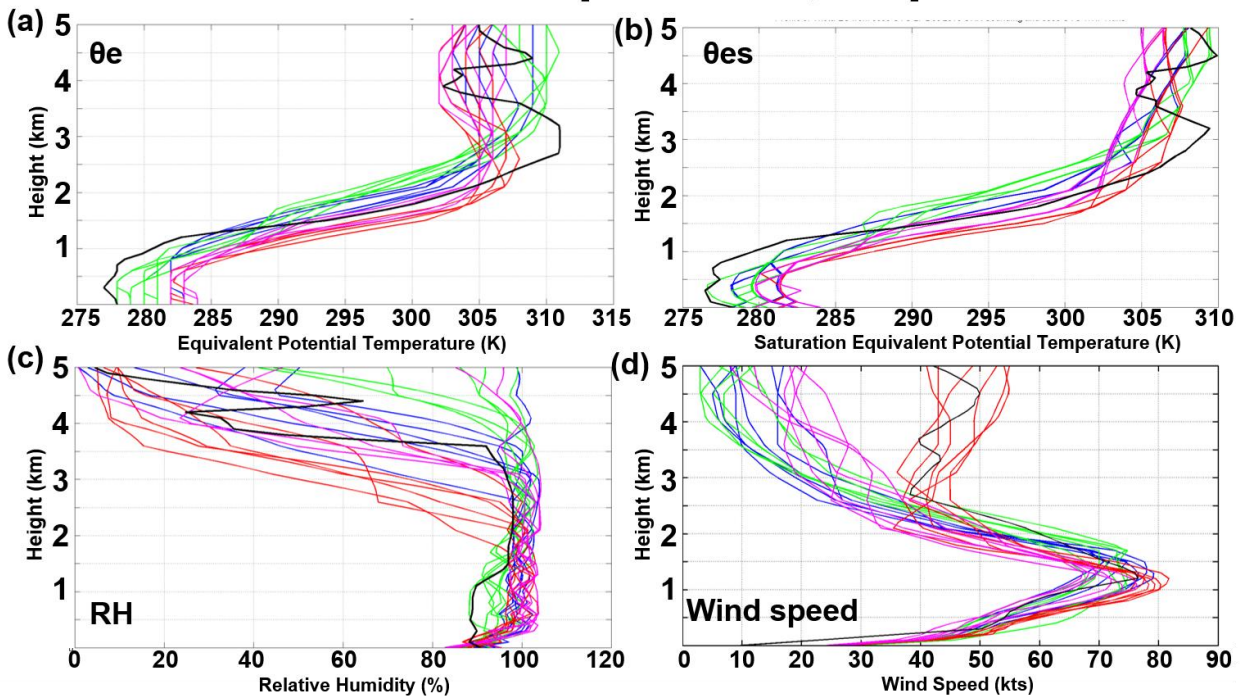 (a)
θe
5
4
3
2
1
Height (km)
275 280 285 290 295 300 305 310 315
Equivalent Potential Temperature (K)
(b)
θes
5
4
3
2
1
Height (km)
275 280 285 290 295 300 305 310
Saturation Equivalent Potential Temperature (K)
(c)
5
4
3
2
1
Height (km)
RH
0 20 40 60 80 100 120
Relative Humidity (%)
(d)
5
4
3
2
1
Height (km)
Wind speed
0 10 20 30 40 50 60 70 80 90
Wind Speed (kts)